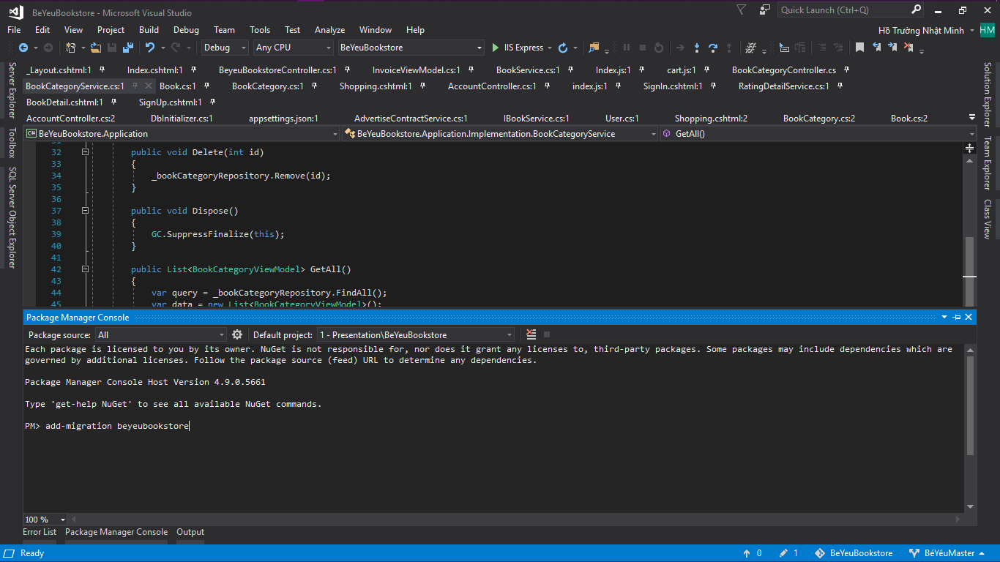 BeYeuBookstore - Microsoft Visual Studio
Quick Launch (Ctrl+Q)
File Edit View Project Build Debug Team Tools Test Analyze Window Help
Hồ Trường Nhật Minh HM
Debug Any CPU BeYeuBookstore IIS Express
_Layout.cshtml:1 Index.cshtml:1 BeyeuBookstoreController.cs:1 InvoiceViewModel.cs:1 BookService.cs:1 Index.js:1 cart.js:1 BookCategoryController.cs
BookCategoryService.cs:1 Book.cs:1 BookCategory.cs:1 Shopping.cshtml:1 AccountController.cs:1 index.js:1 SignIn.cshtml:1 RatingDetailService.cs:1
BookDetail.cshtml:1 SignUp.cshtml:1
AccountController.cs:2 DbInitializer.cs:1 appsettings.json:1 AdvertiseContractService.cs:1 IBookService.cs:1 User.cs:1 Shopping.cshtml:2 BookCategory.cs:2 Book.cs:2
BeYeuBookstore.Application BeYeuBookstore.Application.Implementation.BookCategoryService GetAll()
Server Explorer
Toolbox
SQL Server Object Explorer
32 public void Delete(int id)
33 {
34 _bookCategoryRepository.Remove(id);
35 }
36
37 public void Dispose()
38 {
39 GC.SuppressFinalize(this);
40 }
41
42 public List<BookCategoryViewModel> GetAll()
43 {
44 var query = _bookCategoryRepository.FindAll();
45 var data = new List<BookCategoryViewModel>();
Solution Explorer
Team Explorer
Class View
Package Manager Console
Package source: All Default project: 1 - Presentation\BeYeuBookstore
Each package is licensed to you by its owner. NuGet is not responsible for, nor does it grant any licenses to, third-party packages. Some packages may include dependencies which are
governed by additional licenses. Follow the package source (feed) URL to determine any dependencies.
Package Manager Console Host Version 4.9.0.5661
Type 'get-help NuGet' to see all available NuGet commands.
PM> add-migration beyeubookstore
100 %
Error List Package Manager Console Output
Ready 0 1 BeYeuBookstore BéYêuMaster